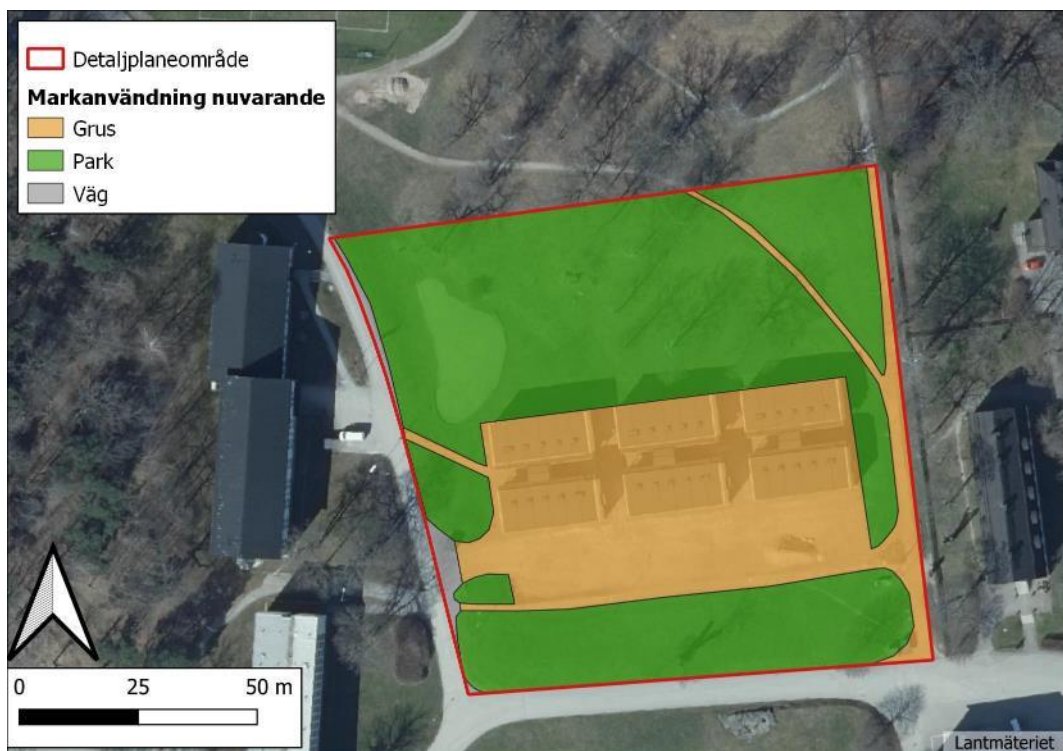 Detaljplaneområde
Markanvändning nuvarande
Grus
Park
Väg
0 25 50 m
Lantmäteriet